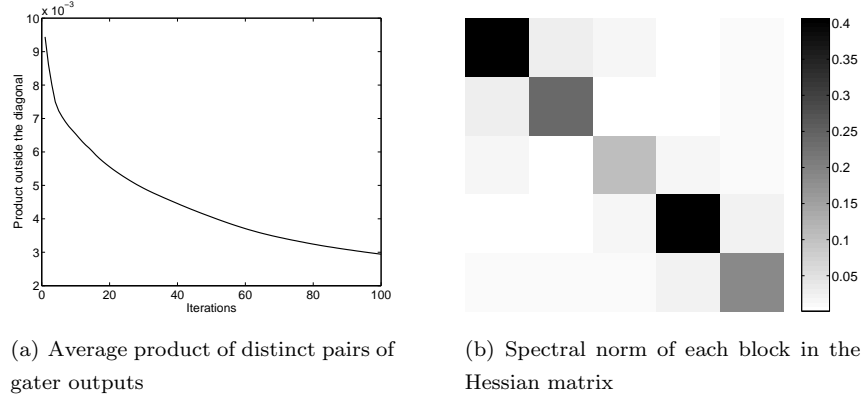 x 10⁻³
10
9
8
7
6
5
4
3
2
Product outside the diagonal
0 20 40 60 80 100
Iterations
0.4
0.35
0.3
0.25
0.2
0.15
0.1
0.05
(a) Average product of distinct pairs of
gater outputs
(b) Spectral norm of each block in the
Hessian matrix